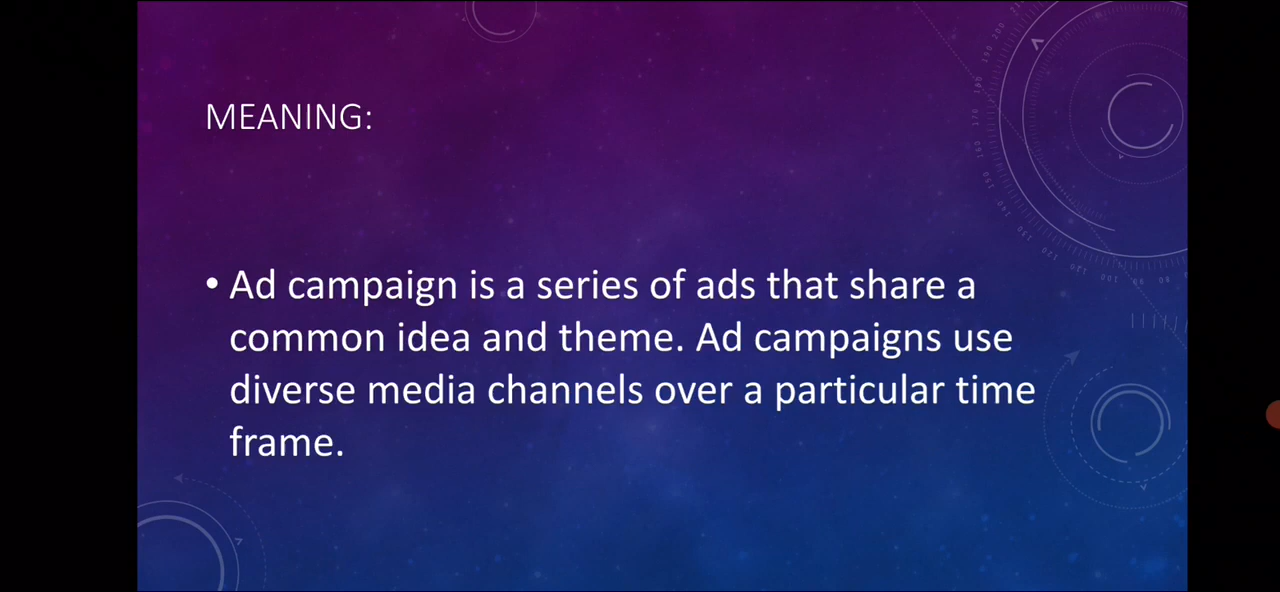 MEANING:
• Ad campaign is a series of ads that share a
common idea and theme. Ad campaigns use
diverse media channels over a particular time
frame.